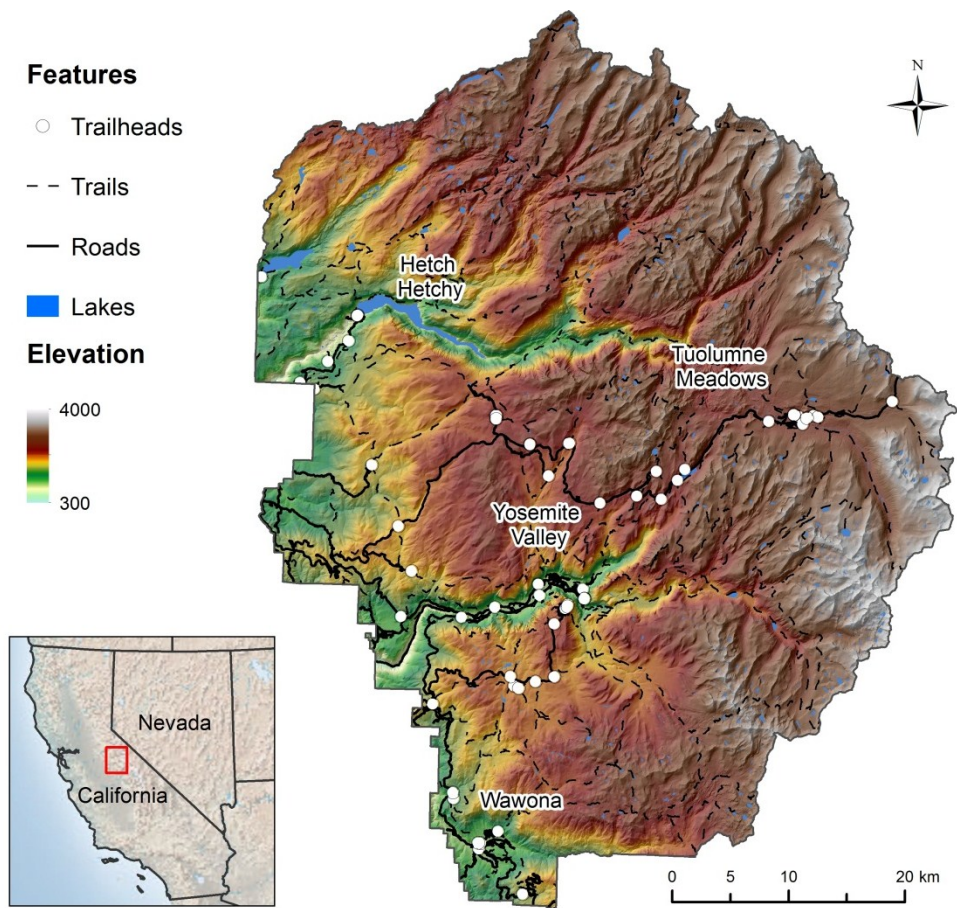 Features
Trailheads
Trails
Roads
Lakes
Elevation
4000
300
N
Hetch
Hetchy
Tuolumne
Meadows
Yosemite
Valley
Wawona
Nevada
California
0 5 10 20 km